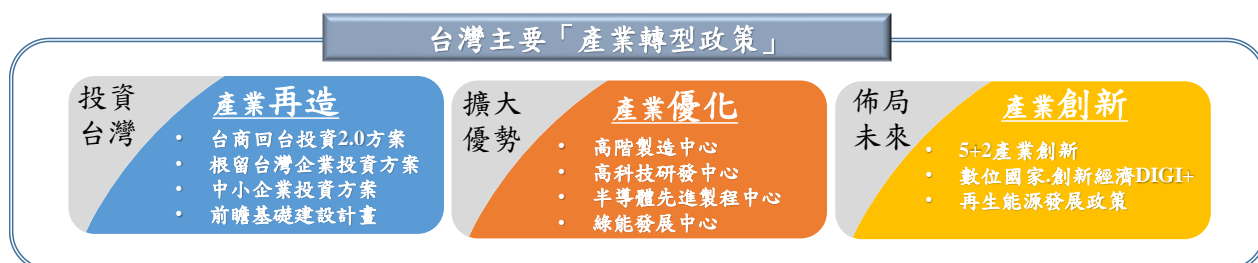 台灣主要「產業轉型政策」
投資
台灣
產業再造
• 台商回台投資2.0方案
• 根留台灣企業投資方案
• 中小企業投資方案
• 前瞻基礎建設計畫
擴大
優勢
產業優化
• 高階製造中心
• 高科技研發中心
• 半導體先進製程中心
• 綠能發展中心
佈局
未來
產業創新
• 5+2產業創新
• 數位國家.創新經濟DIGI+
• 再生能源發展政策